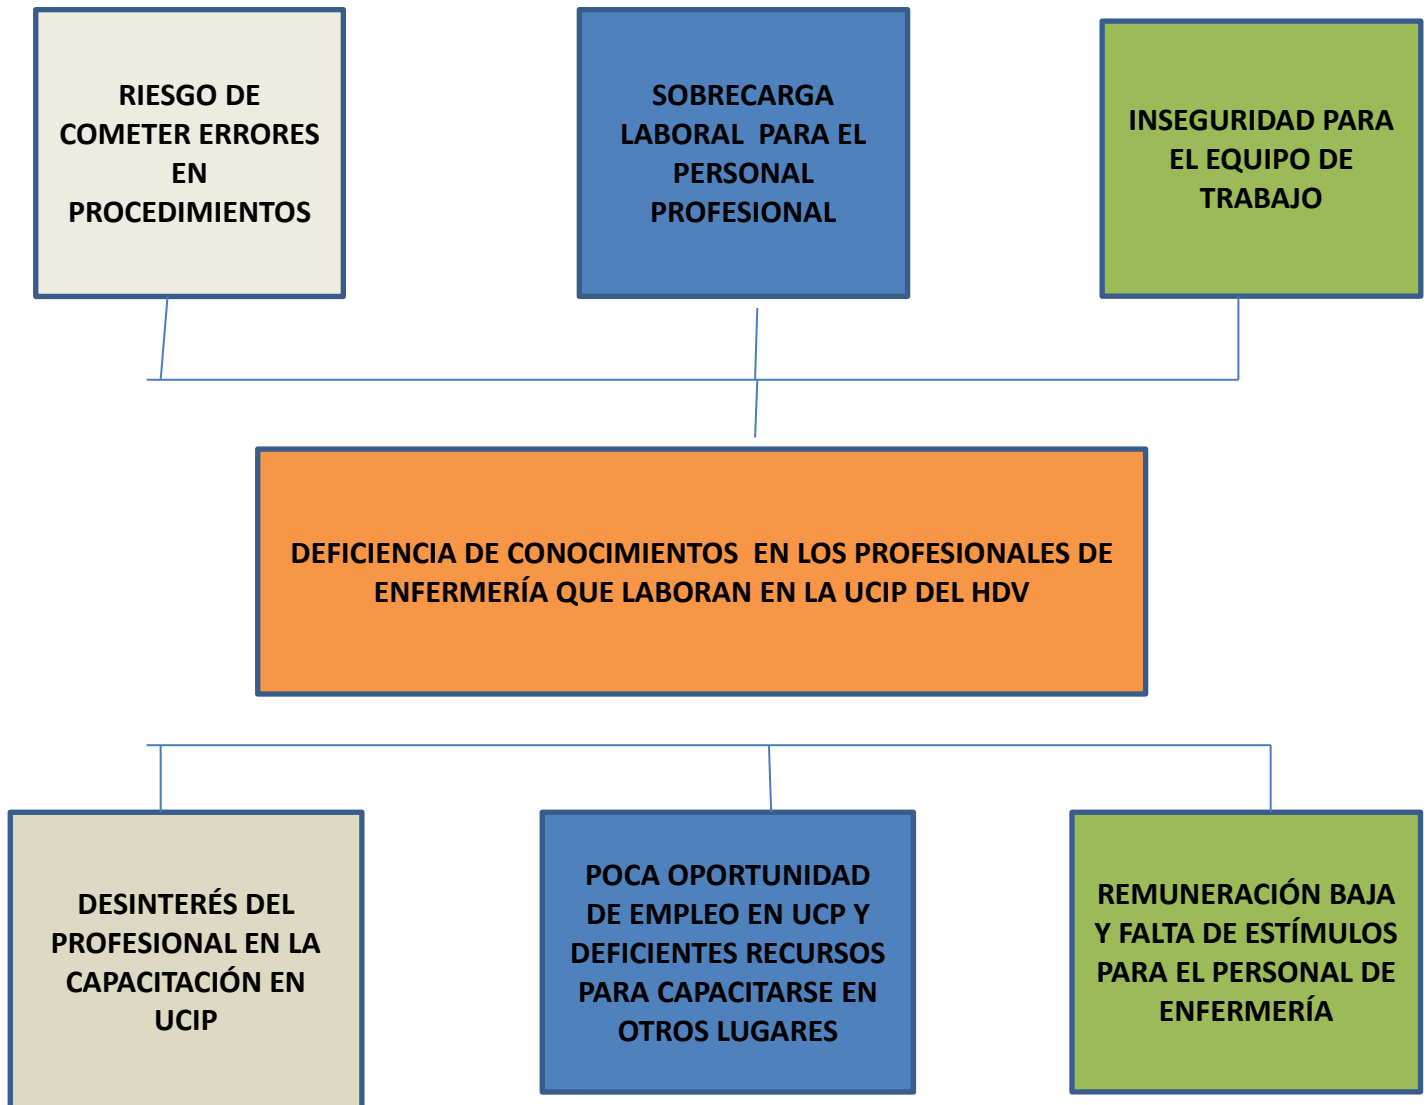 RIESGO DE
COMETER ERRORES
EN
PROCEDIMIENTOS
SOBRECARGA
LABORAL PARA EL
PERSONAL
PROFESIONAL
INSEGURIDAD PARA
EL EQUIPO DE
TRABAJO
DEFICIENCIA DE CONOCIMIENTOS EN LOS PROFESIONALES DE
ENFERMERÍA QUE LABORAN EN LA UCIP DEL HDV
DESINTERÉS DEL
PROFESIONAL EN LA
CAPACITACIÓN EN
UCIP
POCA OPORTUNIDAD
DE EMPLEO EN UCP Y
DEFICIENTES RECURSOS
PARA CAPACITARSE EN
OTROS LUGARES
REMUNERACIÓN BAJA
Y FALTA DE ESTÍMULOS
PARA EL PERSONAL DE
ENFERMERÍA